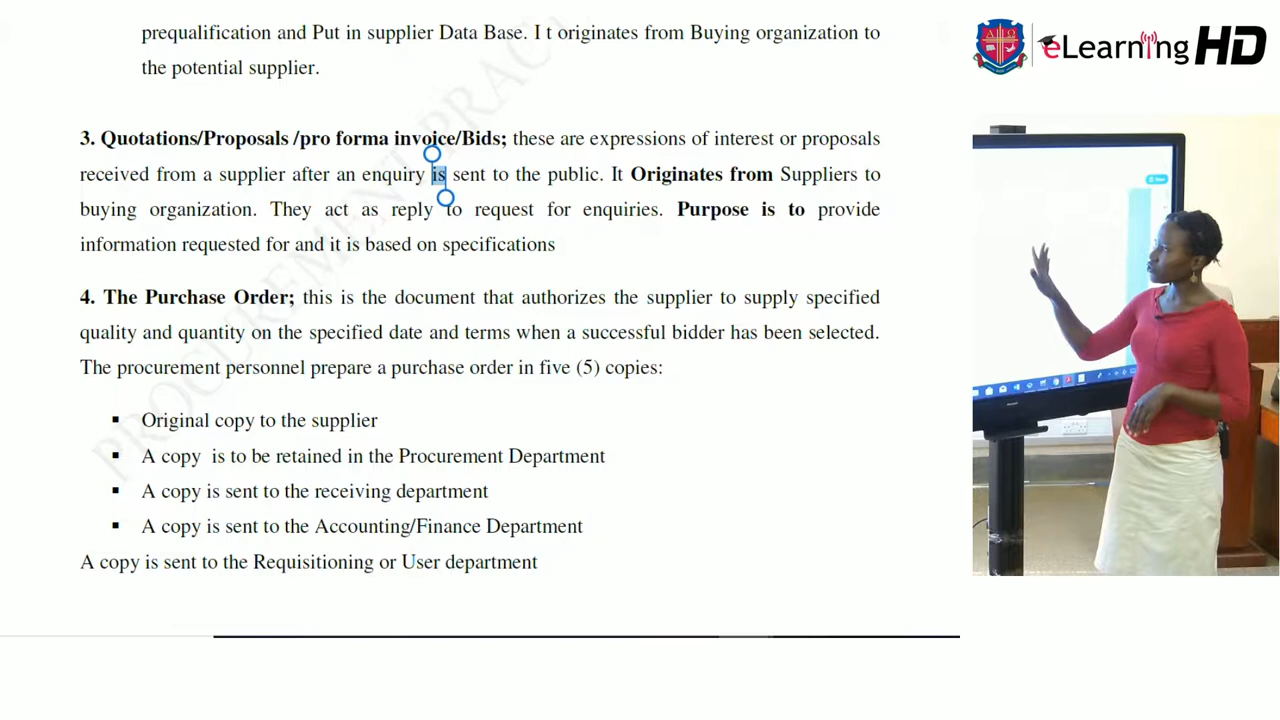 prequalification and Put in supplier Data Base. I t originates from Buying organization to
the potential supplier.
3. Quotations/Proposals /pro forma invoice/Bids; these are expressions of interest or proposals
received from a supplier after an enquiry is sent to the public. It Originates from Suppliers to
buying organization. They act as reply to request for enquiries. Purpose is to provide
information requested for and it is based on specifications
4. The Purchase Order; this is the document that authorizes the supplier to supply specified
quality and quantity on the specified date and terms when a successful bidder has been selected.
The procurement personnel prepare a purchase order in five (5) copies:
▪ Original copy to the supplier
▪ A copy is to be retained in the Procurement Department
▪ A copy is sent to the receiving department
▪ A copy is sent to the Accounting/Finance Department
A copy is sent to the Requisitioning or User department
PROCUREMENT PRAC
eLearning HD